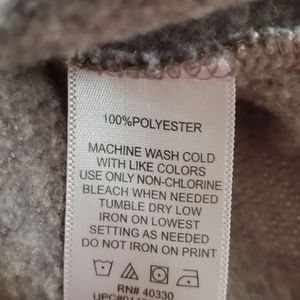 100%POLYESTER
MACHINE WASH COLD
WITH LIKE COLORS
USE ONLY NON-CHLORINE
BLEACH WHEN NEEDED
TUMBLE DRY LOW
IRON ON LOWEST
SETTING AS NEEDED
DO NOT IRON ON PRINT
RN# 40330